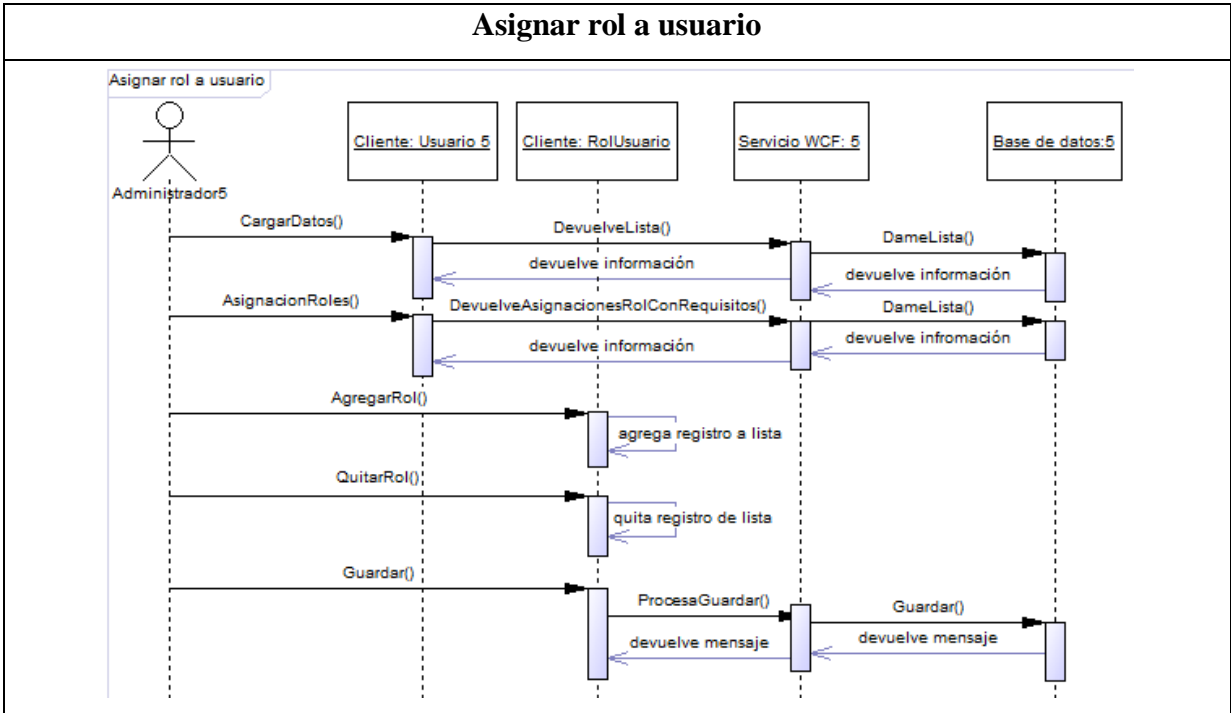 Asignar rol a usuario
Asignar rol a usuario
Administrador5
Cliente: Usuario 5
Cliente: RolUsuario
Servicio WCF: 5
Base de datos:5
CargarDatos()
DevuelveLista()
DameLista()
devuelve información
devuelve información
AsignacionRoles()
DevuelveAsignacionesRolConRequisitos()
DameLista()
devuelve información
devuelve infromación
AgregarRol()
agrega registro a lista
QuitarRol()
quita registro de lista
Guardar()
ProcesaGuardar()
Guardar()
devuelve mensaje
devuelve mensaje